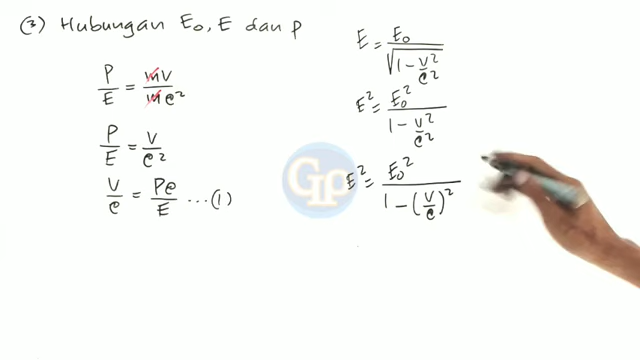 (3) Hubungan E₀, E dan p
P/E = mV/mc²
P/E = V/c²
V/c = Pc/E ...(1)
E = E₀/√(1 - V²/c²)
E² = E₀²/(1 - V²/c²)
E² = E₀²/(1 - (V/c)²)
Gp